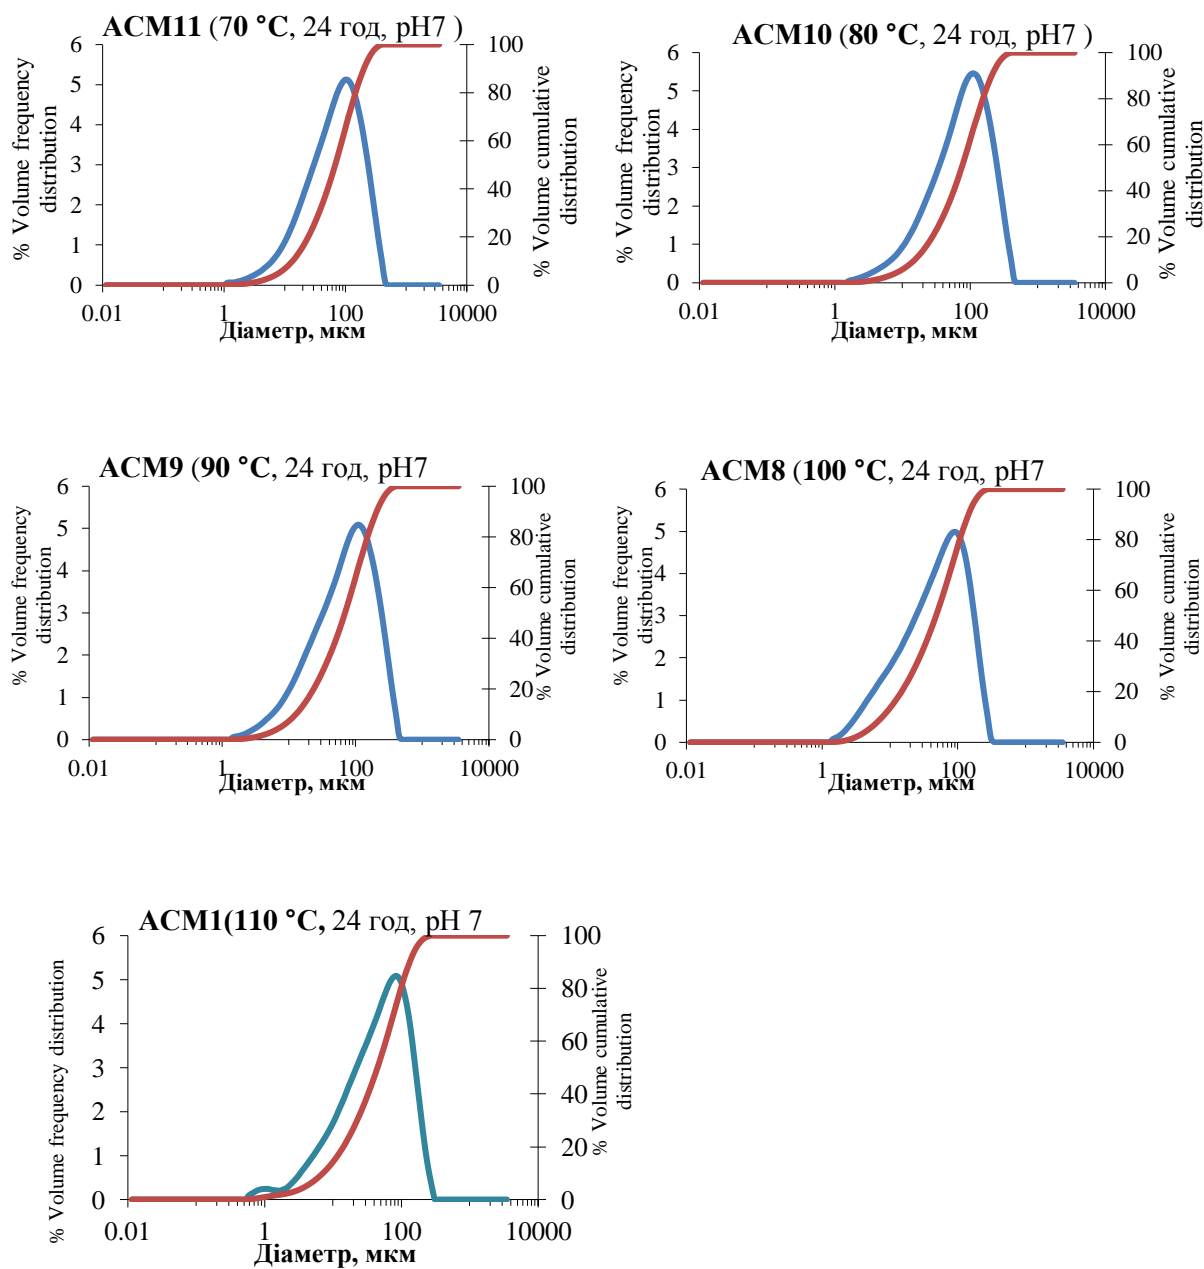 ACM11 (70 °C, 24 год, pH7 )
% Volume frequency
distribution
6
5
4
3
2
1
0
100
80
60
40
20
0
% Volume cumulative
distribution
0.01 1 100 10000
Діаметр, мкм
ACM10 (80 °C, 24 год, pH7 )
% Volume frequency
distribution
6
5
4
3
2
1
0
100
80
60
40
20
0
% Volume cumulative
distribution
0.01 1 100 10000
Діаметр, мкм
ACM9 (90 °C, 24 год, pH7
% Volume frequency
distribution
6
5
4
3
2
1
0
100
80
60
40
20
0
% Volume cumulative
distribution
0.01 1 100 10000
Діаметр, мкм
ACM8 (100 °C, 24 год, pH7
% Volume frequency
distribution
6
5
4
3
2
1
0
100
80
60
40
20
0
% Volume cumulative
distribution
0.01 1 100 10000
Діаметр, мкм
ACM1(110 °C, 24 год, pH 7
% Volume frequency distribution
6
5
4
3
2
1
0
100
80
60
40
20
0
% Volume cumulative
distribution
0.01 1 100 10000
Діаметр, мкм